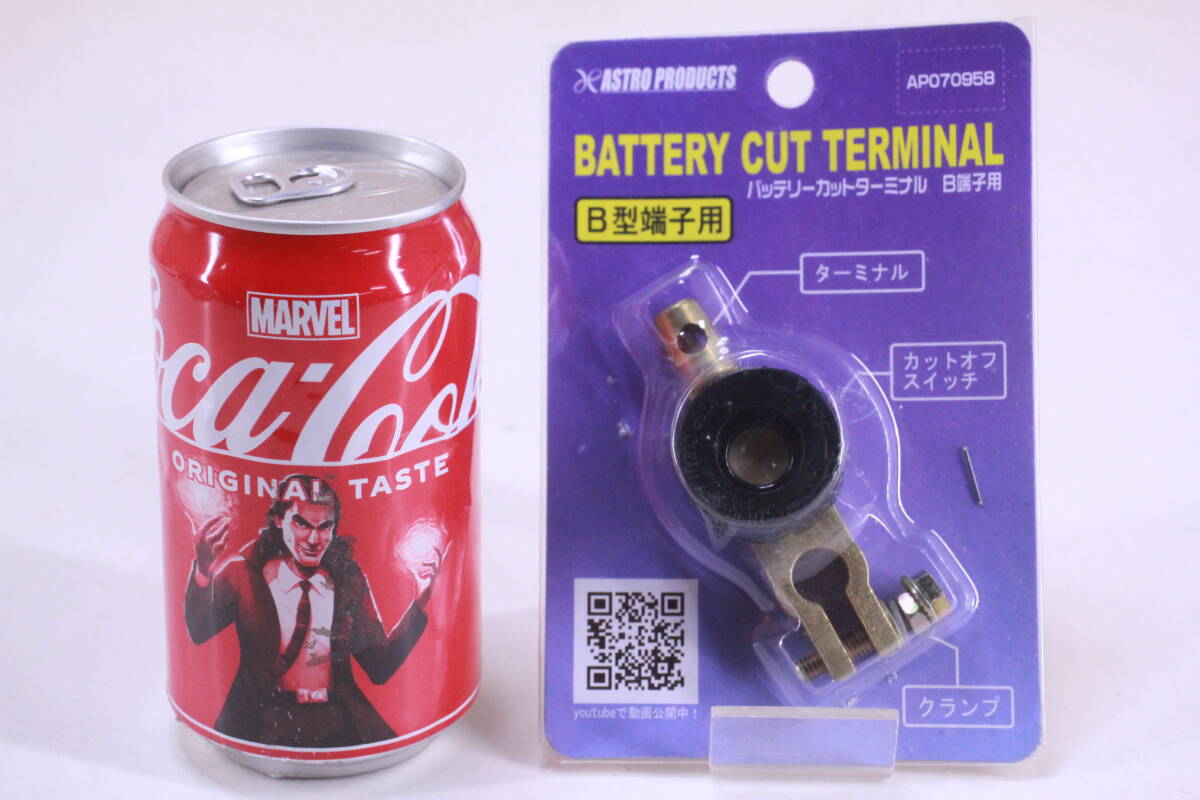 MARVEL
Coca-Cola
ORIGINAL TASTE
ASTRO PRODUCTS
AP070958
BATTERY CUT TERMINAL
バッテリーカットターミナル B端子用
B型端子用
ターミナル
カットオフ
スイッチ
クランプ
youtubeで動画公開中！